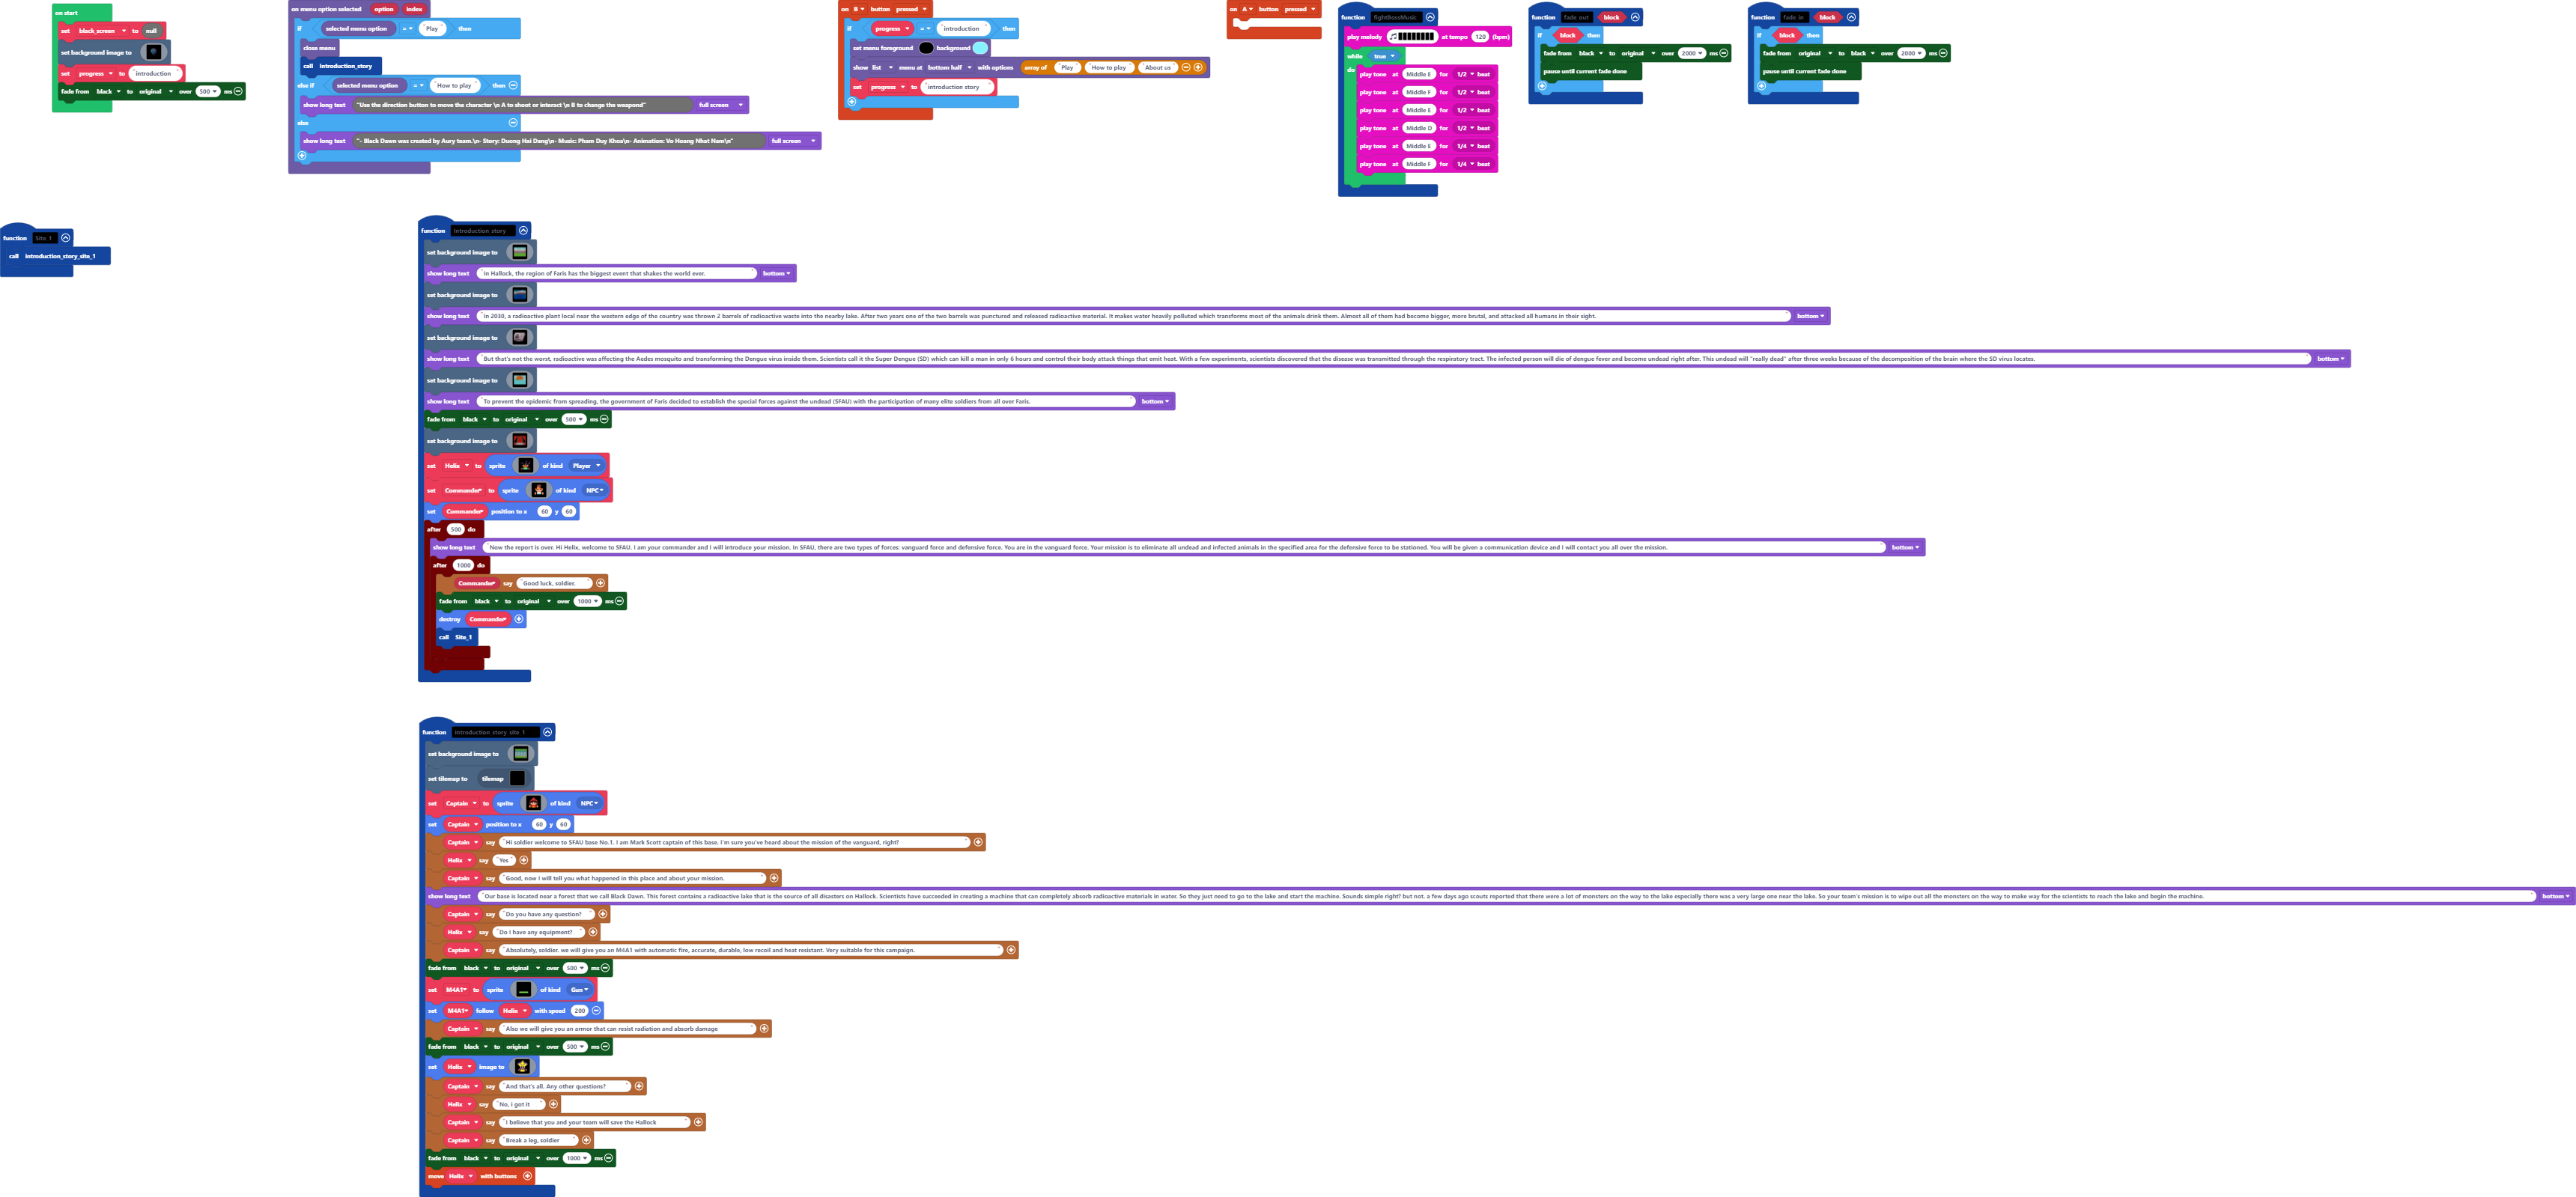 on start
set black_screen to null
set background image to
set progress to "introduction"
fade from black to original over 500 ms
on menu option selected option index
if selected menu option = "Play" then
close menu
call introduction_story
else if selected menu option = "How to play" then
show long text "Use the direction button to move the character \n A to shoot or interact \n B to change the weapond" full screen
else
show long text "- Black Dawn was created by Aury team.\n- Story: Duong Hai Dang\n- Music: Pham Duy Khoa\n- Animation: Vo Hoang Nhat Nam\n" full screen
on B button pressed
if progress = "introduction" then
set menu foreground background
show list menu at bottom half with options array of "Play" "How to play" "About us"
set progress to "introduction story"
on A button pressed
function fightBossMusic
play melody at tempo 120 (bpm)
while true
do play tone at Middle E for 1/2 beat
play tone at Middle F for 1/2 beat
play tone at Middle E for 1/2 beat
play tone at Middle D for 1/2 beat
play tone at Middle E for 1/4 beat
play tone at Middle F for 1/4 beat
function fade out block
if block then
fade from black to original over 2000 ms
pause until current fade done
function fade in block
if block then
fade from original to black over 2000 ms
pause until current fade done
function Site 1
call introduction_story_site_1
function introduction story
set background image to
show long text "in Hallock, the region of Faris has the biggest event that shakes the world ever." bottom
set background image to
show long text "in 2030, a radioactive plant local near the western edge of the country was thrown 2 barrels of radioactive waste into the nearby lake. After two years one of the two barrels was punctured and released radioactive material. It makes water heavily polluted which transforms most of the animals drink them. Almost all of them had become bigger, more brutal, and attacked all humans in their sight." bottom
set background image to
show long text "But that's not the worst, radioactive was affecting the Aedes mosquito and transforming the Dengue virus inside them. Scientists call it the Super Dengue (SD) which can kill a man in only 6 hours and control their body attack things that emit heat. With a few experiments, scientists discovered that the disease was transmitted through the respiratory tract. The infected person will die of dengue fever and become undead right after. This undead will "really dead" after three weeks because of the decomposition of the brain where the SD virus locates." bottom
set background image to
show long text "To prevent the epidemic from spreading, the government of Faris decided to establish the special forces against the undead (SFAU) with the participation of many elite soldiers from all over Faris." bottom
fade from black to original over 500 ms
set background image to
set Helix to sprite of kind Player
set Commander to sprite of kind NPC
set Commander position to x 60 y 60
after 500 do
show long text "Now the report is over. Hi Helix, welcome to SFAU. I am your commander and I will introduce your mission. In SFAU, there are two types of forces: vanguard force and defensive force. You are in the vanguard force. Your mission is to eliminate all undead and infected animals in the specified area for the defensive force to be stationed. You will be given a communication device and I will contact you all over the mission." bottom
after 1000 do
Commander say "Good luck, soldier."
fade from black to original over 1000 ms
destroy Commander
call Site_1
function introduction story site 1
set background image to
set tilemap to tilemap
set Captain to sprite of kind NPC
set Captain position to x 60 y 60
Captain say "Hi soldier welcome to SFAU base No.1. I am Mark Scott captain of this base. I'm sure you've heard about the mission of the vanguard, right?"
Helix say "Yes"
Captain say "Good, now I will tell you what happened in this place and about your mission."
show long text "Our base is located near a forest that we call Black Dawn. This forest contains a radioactive lake that is the source of all disasters on Hallock. Scientists have succeeded in creating a machine that can completely absorb radioactive materials in water. So they just need to go to the lake and start the machine. Sounds simple right? but not. a few days ago scouts reported that there were a lot of monsters on the way to the lake especially there was a very large one near the lake. So your team's mission is to wipe out all the monsters on the way to make way for the scientists to reach the lake and begin the machine." bottom
Captain say "Do you have any question?"
Helix say "Do I have any equipment?"
Captain say "Absolutely, soldier. we will give you an M4A1 with automatic fire, accurate, durable, low recoil and heat resistant. Very suitable for this campaign."
fade from black to original over 500 ms
set M4A1 to sprite of kind Gun
set M4A1 follow Helix with speed 200
Captain say "Also we will give you an armor that can resist radiation and absorb damage"
fade from black to original over 500 ms
set Helix image to
Captain say "And that's all. Any other questions?"
Helix say "No, i got it"
Captain say "I believe that you and your team will save the Hallock"
Captain say "Break a leg, soldier"
fade from black to original over 1000 ms
move Helix with buttons